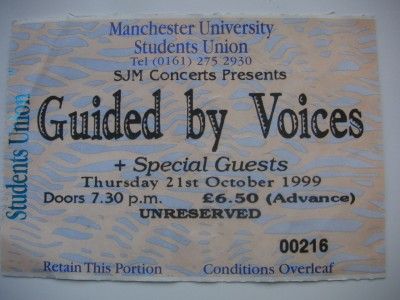 Manchester University
Students Union
Tel (0161) 275 2930
SJM Concerts Presents
Guided by Voices
+ Special Guests
Thursday 21st October 1999
Doors 7.30 p.m. £6.50 (Advance)
UNRESERVED
00216
Retain This Portion Conditions Overleaf
Students Union